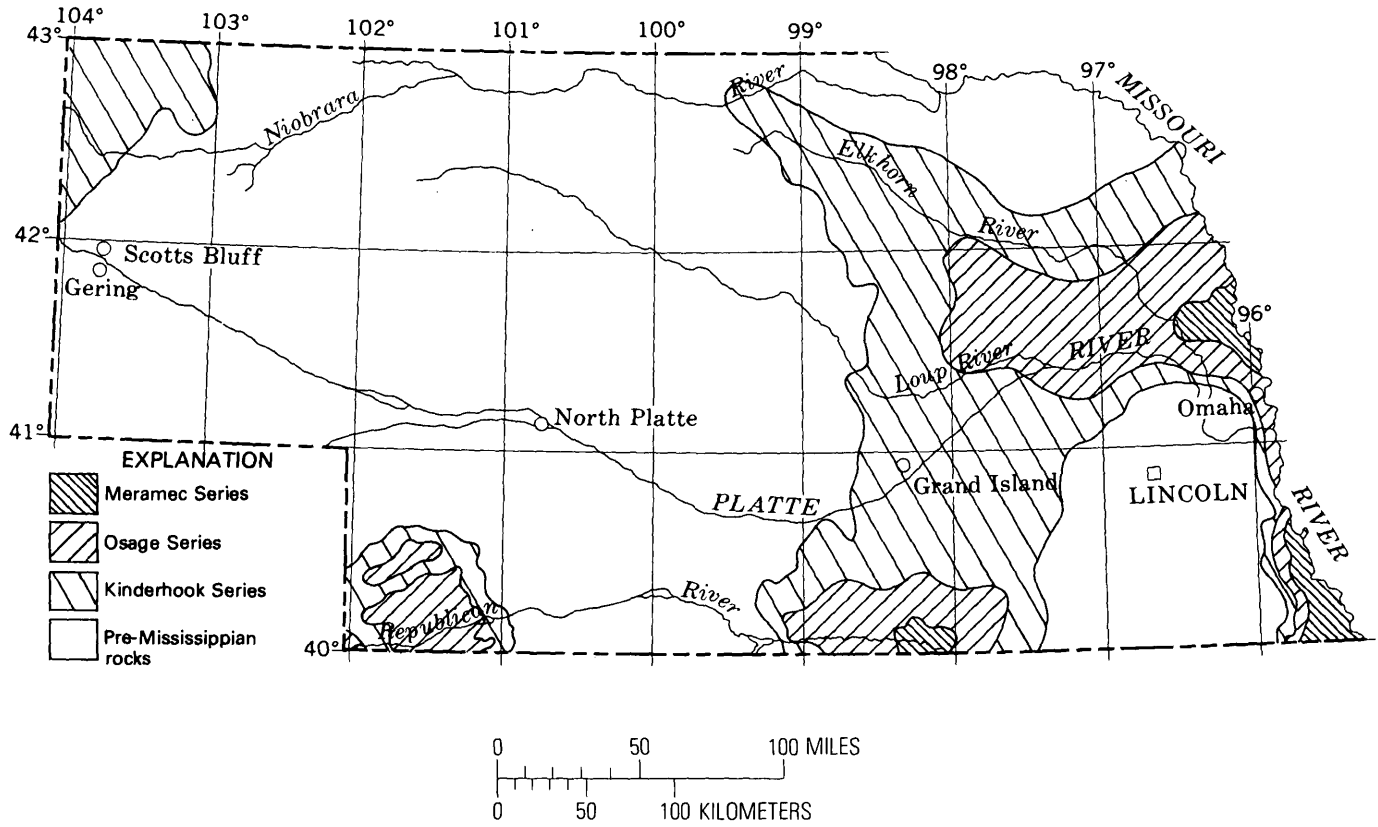 104°
103°
102°
101°
100°
99°
98°
97°
96°
43°
42°
41°
40°
MISSOURI
RIVER
Niobrara
River
Elkhorn
River
Scotts Bluff
Gering
Loup River
RIVER
Omaha
North Platte
Grand Island
PLATTE
LINCOLN
Republican
River
EXPLANATION
Meramec Series
Osage Series
Kinderhook Series
Pre-Mississippian
rocks
0 50 100 MILES
0 50 100 KILOMETERS